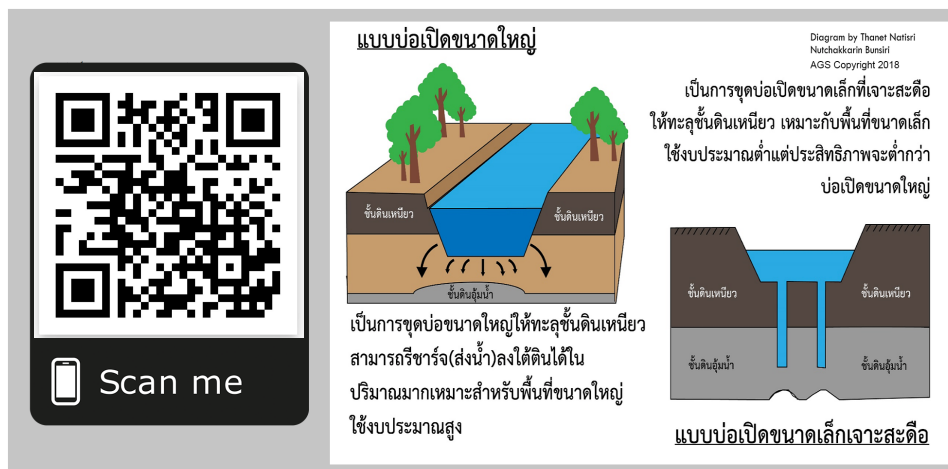 Scan me
แบบบ่อเปิดขนาดใหญ่
ชั้นดินเหนียว
ชั้นดินเหนียว
ชั้นดินอุ้มน้ำ
เป็นการขุดบ่อขนาดใหญ่ให้ทะลุชั้นดินเหนียว
สามารถรีชาร์จ(ส่งน้ำ)ลงใต้ดินได้ใน
ปริมาณมากเหมาะสำหรับพื้นที่ขนาดใหญ่
ใช้งบประมาณสูง
Diagram by Thanet Natisri
Nutchakkarin Bunsiri
AGS Copyright 2018
เป็นการขุดบ่อเปิดขนาดเล็กที่เจาะสะดือ
ให้ทะลุชั้นดินเหนียว เหมาะกับพื้นที่ขนาดเล็ก
ใช้งบประมาณต่ำแต่ประสิทธิภาพจะต่ำกว่า
บ่อเปิดขนาดใหญ่
ชั้นดินเหนียว
ชั้นดินเหนียว
ชั้นดินอุ้มน้ำ
ชั้นดินอุ้มน้ำ
แบบบ่อเปิดขนาดเล็กเจาะสะดือ